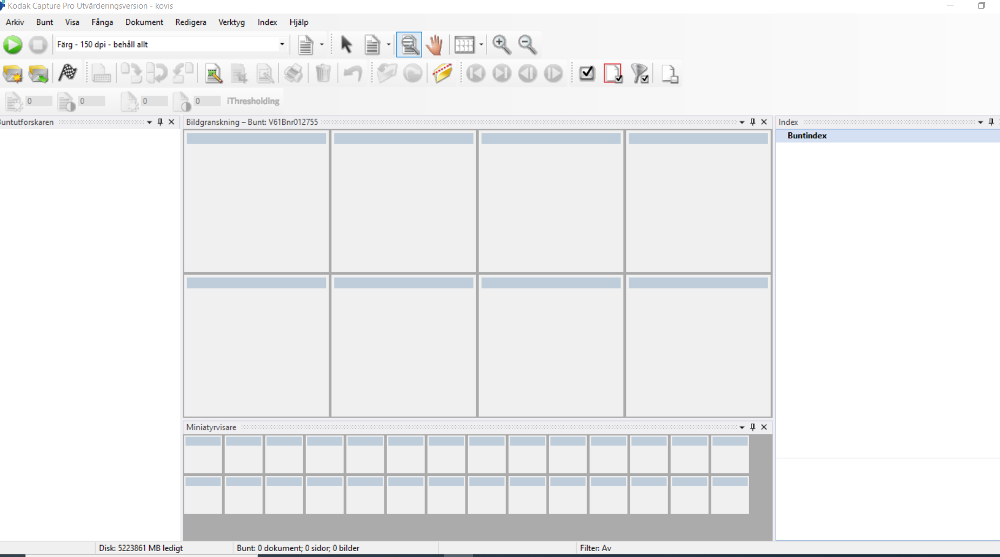 Kodak Capture Pro Utvärderingsversion - kovis
Arkiv Bunt Visa Fånga Dokument Redigera Verktyg Index Hjälp
Färg - 150 dpi - behåll allt
0 0 0 0 iThresholding
untutforskaren
Bildgranskning – Bunt: V61Bnr012755
Index
Buntindex
Miniatyrvisare
Disk: 5223861 MB ledigt Bunt: 0 dokument; 0 sidor; 0 bilder Filter: Av